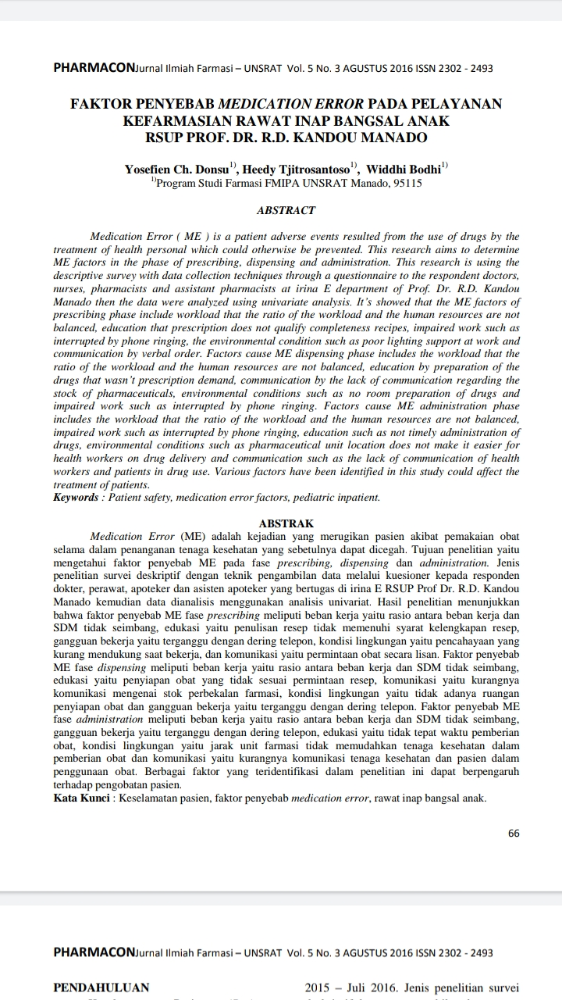 PHARMACONJurnal Ilmiah Farmasi – UNSRAT Vol. 5 No. 3 AGUSTUS 2016 ISSN 2302 - 2493
FAKTOR PENYEBAB MEDICATION ERROR PADA PELAYANAN
KEFARMASIAN RAWAT INAP BANGSAL ANAK
RSUP PROF. DR. R.D. KANDOU MANADO
Yosefien Ch. Donsu1), Heedy Tjitrosantoso1), Widdhi Bodhi1)
1)Program Studi Farmasi FMIPA UNSRAT Manado, 95115
ABSTRACT
Medication Error ( ME ) is a patient adverse events resulted from the use of drugs by the
treatment of health personal which could otherwise be prevented. This research aims to determine
ME factors in the phase of prescribing, dispensing and administration. This research is using the
descriptive survey with data collection techniques through a questionnaire to the respondent doctors,
nurses, pharmacists and assistant pharmacists at irina E department of Prof. Dr. R.D. Kandou
Manado then the data were analyzed using univariate analysis. It's showed that the ME factors of
prescribing phase include workload that the ratio of the workload and the human resources are not
balanced, education that prescription does not qualify completeness recipes, impaired work such as
interrupted by phone ringing, the environmental condition such as poor lighting support at work and
communication by verbal order. Factors cause ME dispensing phase includes the workload that the
ratio of the workload and the human resources are not balanced, education by preparation of the
drugs that wasn't prescription demand, communication by the lack of communication regarding the
stock of pharmaceuticals, environmental conditions such as no room preparation of drugs and
impaired work such as interrupted by phone ringing. Factors cause ME administration phase
includes the workload that the ratio of the workload and the human resources are not balanced,
impaired work such as interrupted by phone ringing, education such as not timely administration of
drugs, environmental conditions such as pharmaceutical unit location does not make it easier for
health workers on drug delivery and communication such as the lack of communication of health
workers and patients in drug use. Various factors have been identified in this study could affect the
treatment of patients.
Keywords : Patient safety, medication error factors, pediatric inpatient.
ABSTRAK
Medication Error (ME) adalah kejadian yang merugikan pasien akibat pemakaian obat
selama dalam penanganan tenaga kesehatan yang sebetulnya dapat dicegah. Tujuan penelitian yaitu
mengetahui faktor penyebab ME pada fase prescribing, dispensing dan administration. Jenis
penelitian survei deskriptif dengan teknik pengambilan data melalui kuesioner kepada responden
dokter, perawat, apoteker dan asisten apoteker yang bertugas di irina E RSUP Prof Dr. R.D. Kandou
Manado kemudian data dianalisis menggunakan analisis univariat. Hasil penelitian menunjukkan
bahwa faktor penyebab ME fase prescribing meliputi beban kerja yaitu rasio antara beban kerja dan
SDM tidak seimbang, edukasi yaitu penulisan resep tidak memenuhi syarat kelengkapan resep,
gangguan bekerja yaitu terganggu dengan dering telepon, kondisi lingkungan yaitu pencahayaan yang
kurang mendukung saat bekerja, dan komunikasi yaitu permintaan obat secara lisan. Faktor penyebab
ME fase dispensing meliputi beban kerja yaitu rasio antara beban kerja dan SDM tidak seimbang,
edukasi yaitu penyiapan obat yang tidak sesuai permintaan resep, komunikasi yaitu kurangnya
komunikasi mengenai stok perbekalan farmasi, kondisi lingkungan yaitu tidak adanya ruangan
penyiapan obat dan gangguan bekerja yaitu terganggu dengan dering telepon. Faktor penyebab ME
fase administration meliputi beban kerja yaitu rasio antara beban kerja dan SDM tidak seimbang,
gangguan bekerja yaitu terganggu dengan dering telepon, edukasi yaitu tidak tepat waktu pemberian
obat, kondisi lingkungan yaitu jarak unit farmasi tidak memudahkan tenaga kesehatan dalam
pemberian obat dan komunikasi yaitu kurangnya komunikasi tenaga kesehatan dan pasien dalam
penggunaan obat. Berbagai faktor yang teridentifikasi dalam penelitian ini dapat berpengaruh
terhadap pengobatan pasien.
Kata Kunci : Keselamatan pasien, faktor penyebab medication error, rawat inap bangsal anak.
66
PHARMACONJurnal Ilmiah Farmasi – UNSRAT Vol. 5 No. 3 AGUSTUS 2016 ISSN 2302 - 2493
PENDAHULUAN
2015 – Juli 2016. Jenis penelitian survei